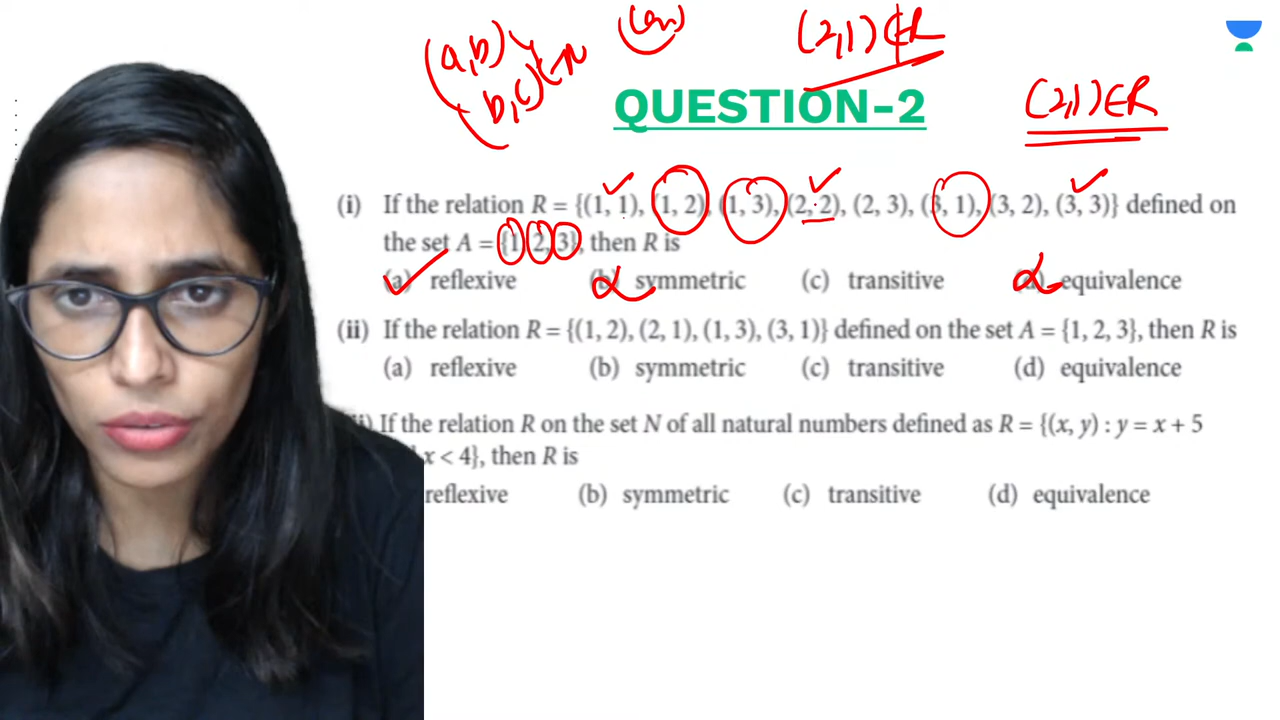 (a,b)
(b,c)
(2,1)∉R
QUESTION-2
(2,1)∈R
(i) If the relation R = {(1, 1), (1, 2), (1, 3), (2, 2), (2, 3), (3, 1), (3, 2), (3, 3)} defined on
the set A = {1, 2, 3}, then R is
(a) reflexive (b) symmetric (c) transitive (d) equivalence
(ii) If the relation R = {(1, 2), (2, 1), (1, 3), (3, 1)} defined on the set A = {1, 2, 3}, then R is
(a) reflexive (b) symmetric (c) transitive (d) equivalence
If the relation R on the set N of all natural numbers defined as R = {(x, y) : y = x + 5
x < 4}, then R is
reflexive (b) symmetric (c) transitive (d) equivalence